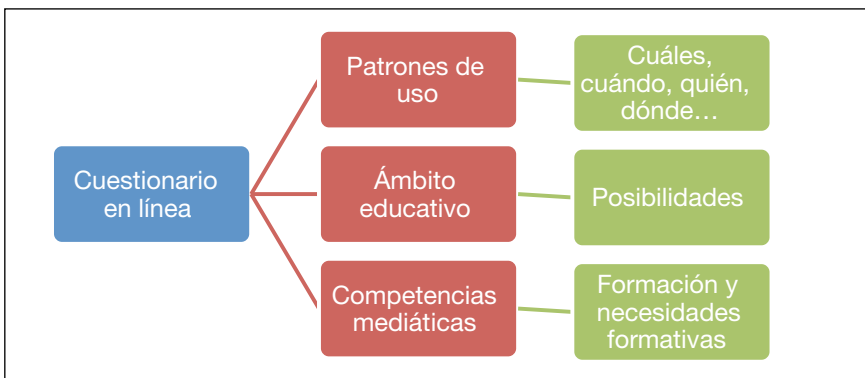 Cuestionario
en línea
Patrones de
uso
Cuáles,
cuándo, quién,
dónde…
Ámbito
educativo
Posibilidades
Competencias
mediáticas
Formación y
necesidades
formativas